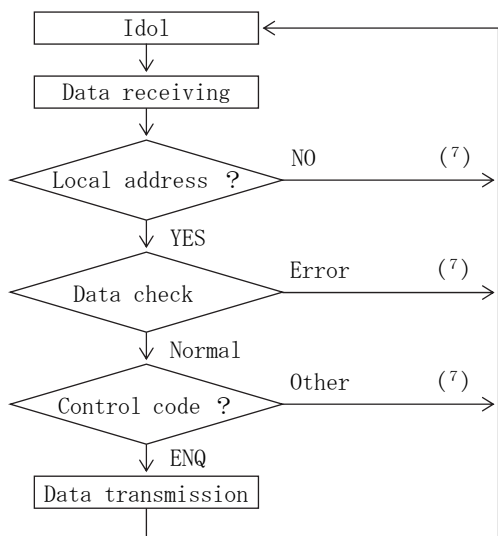 Idol
Data receiving
NO (7)
Local address ?
YES
Error (7)
Data check
Normal
Other (7)
Control code ?
ENQ
Data transmission